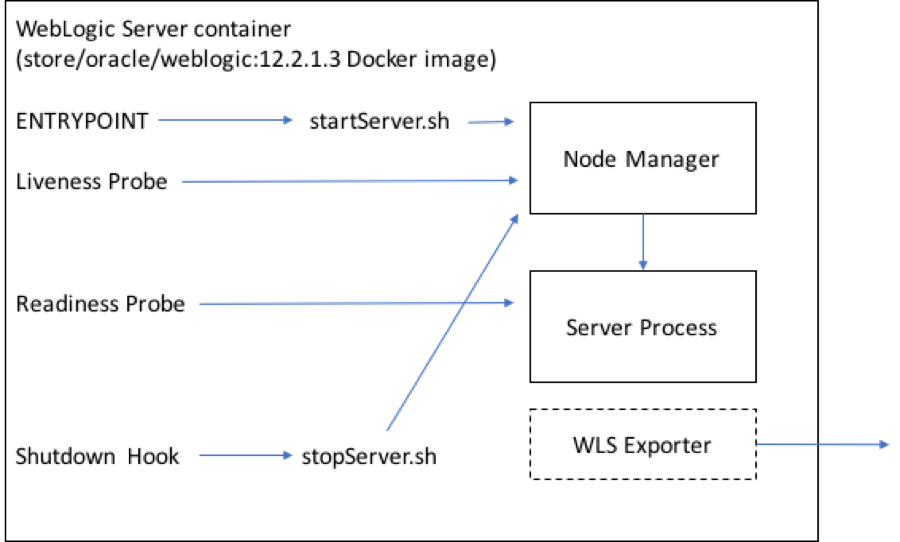 WebLogic Server container
(store/oracle/weblogic:12.2.1.3 Docker image)
ENTRYPOINT
startServer.sh
Node Manager
Liveness Probe
Readiness Probe
Server Process
WLS Exporter
Shutdown Hook
stopServer.sh